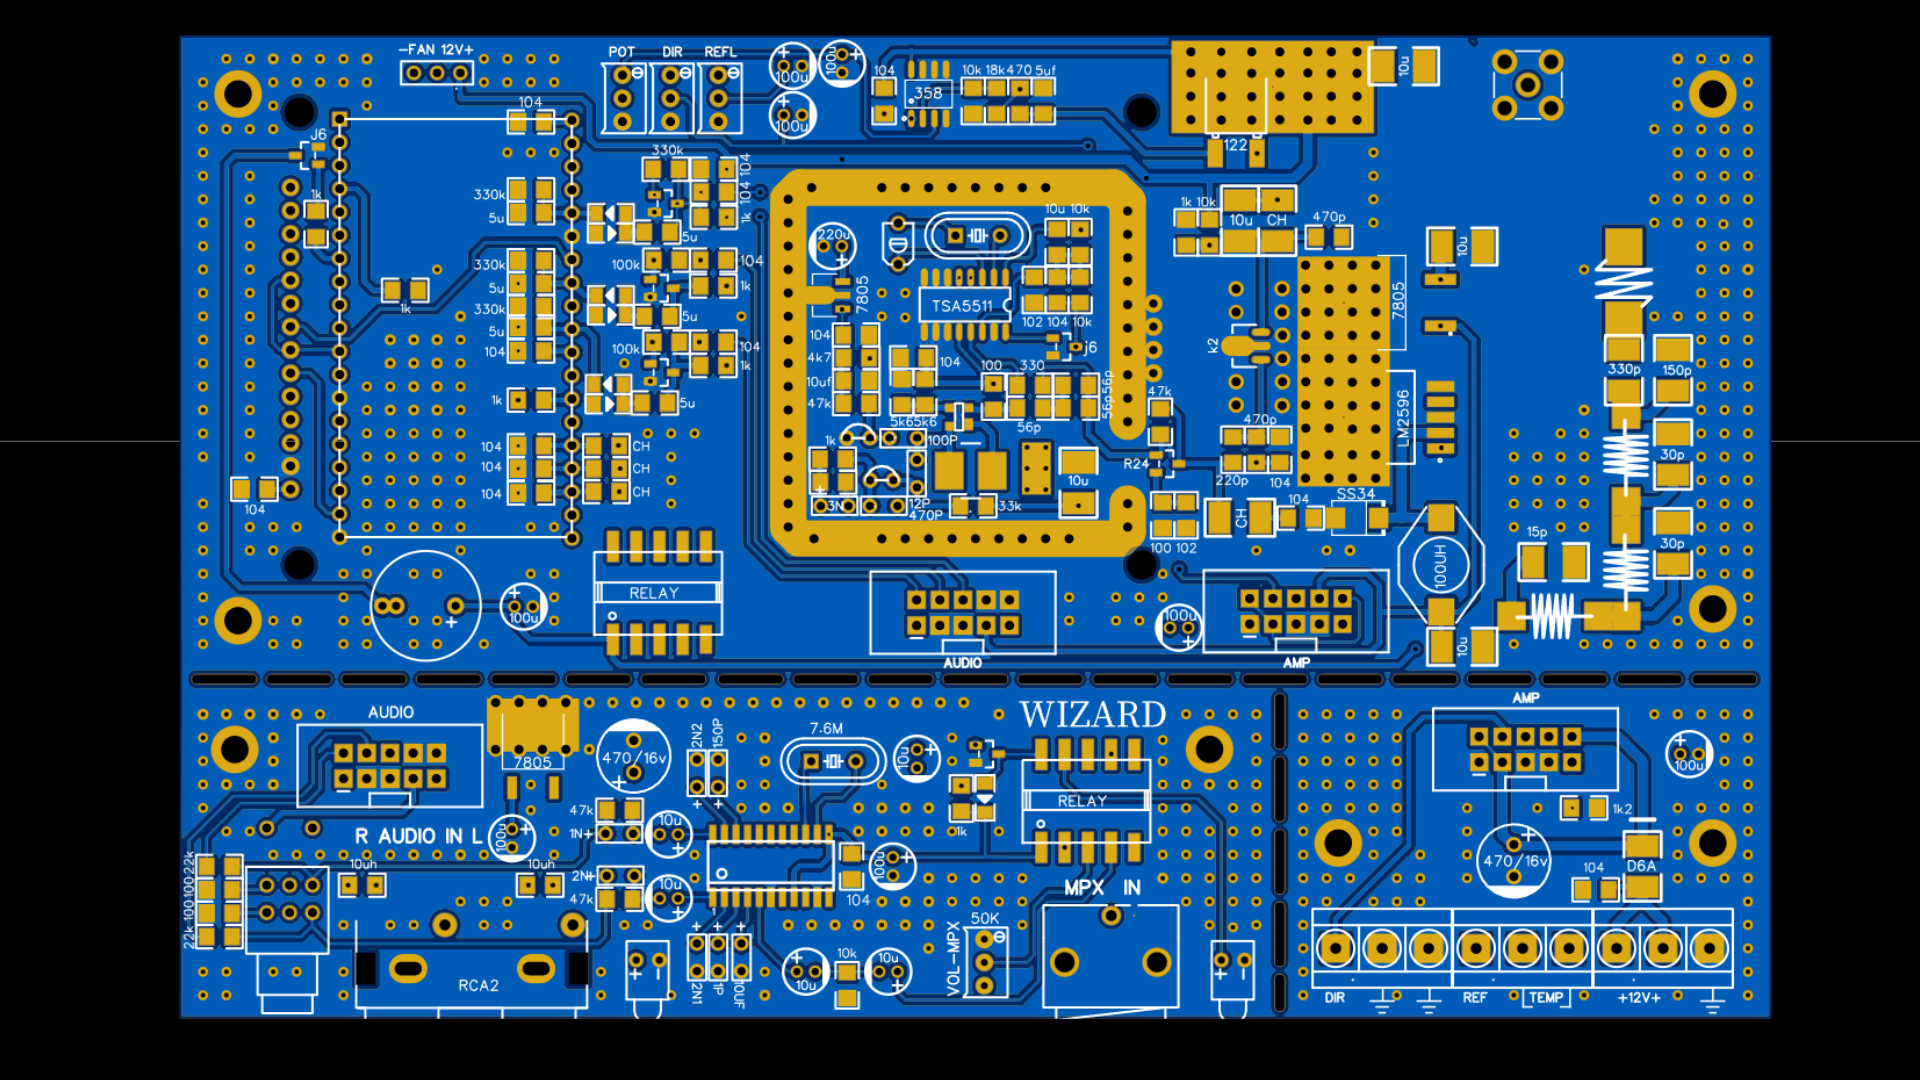 -FAN 12V+
POT DIR REFL
100u
100u
100u
104
358
10k 18k 470 5uf
10u
104
J6
1k
330k
5u
330k
5u
330k
5u
104
1k
104
104
104
1k
104
330k
104
104
1k
5u
100k
104
1k
5u
100k
104
1k
5u
CH
CH
CH
220u
7805
TSA5511
10u 10k
102 104 10k
j6
104
4k7
10uf
47k
104
100 330
56p
56p
56p
5k6 5k6
1k
100P
3N
12P
470P
33k
10u
122
1k 10k
10u CH
470p
10u
7805
k2
LM2596
47k
R24
470p
220p 104
100 102
CH
104
SS34
100UH
330p 150p
30p
30p
15p
10u
RELAY
100u
AUDIO
100u
AMP
AUDIO
7805
470/16v
2N2
150P
7.6M
10u
WIZARD
RELAY
1k
R AUDIO IN L
100u
47k
1N+
10u
2N+
47k
10u
10uh
10uh
22k 100 100 22k
100u
104
RCA2
2N1
1P
10UF
10u
10k
10u
50K
VOL-MPX
MPX IN
AMP
100u
1k2
470/16v
D6A
104
DIR
REF
TEMP
+12V+